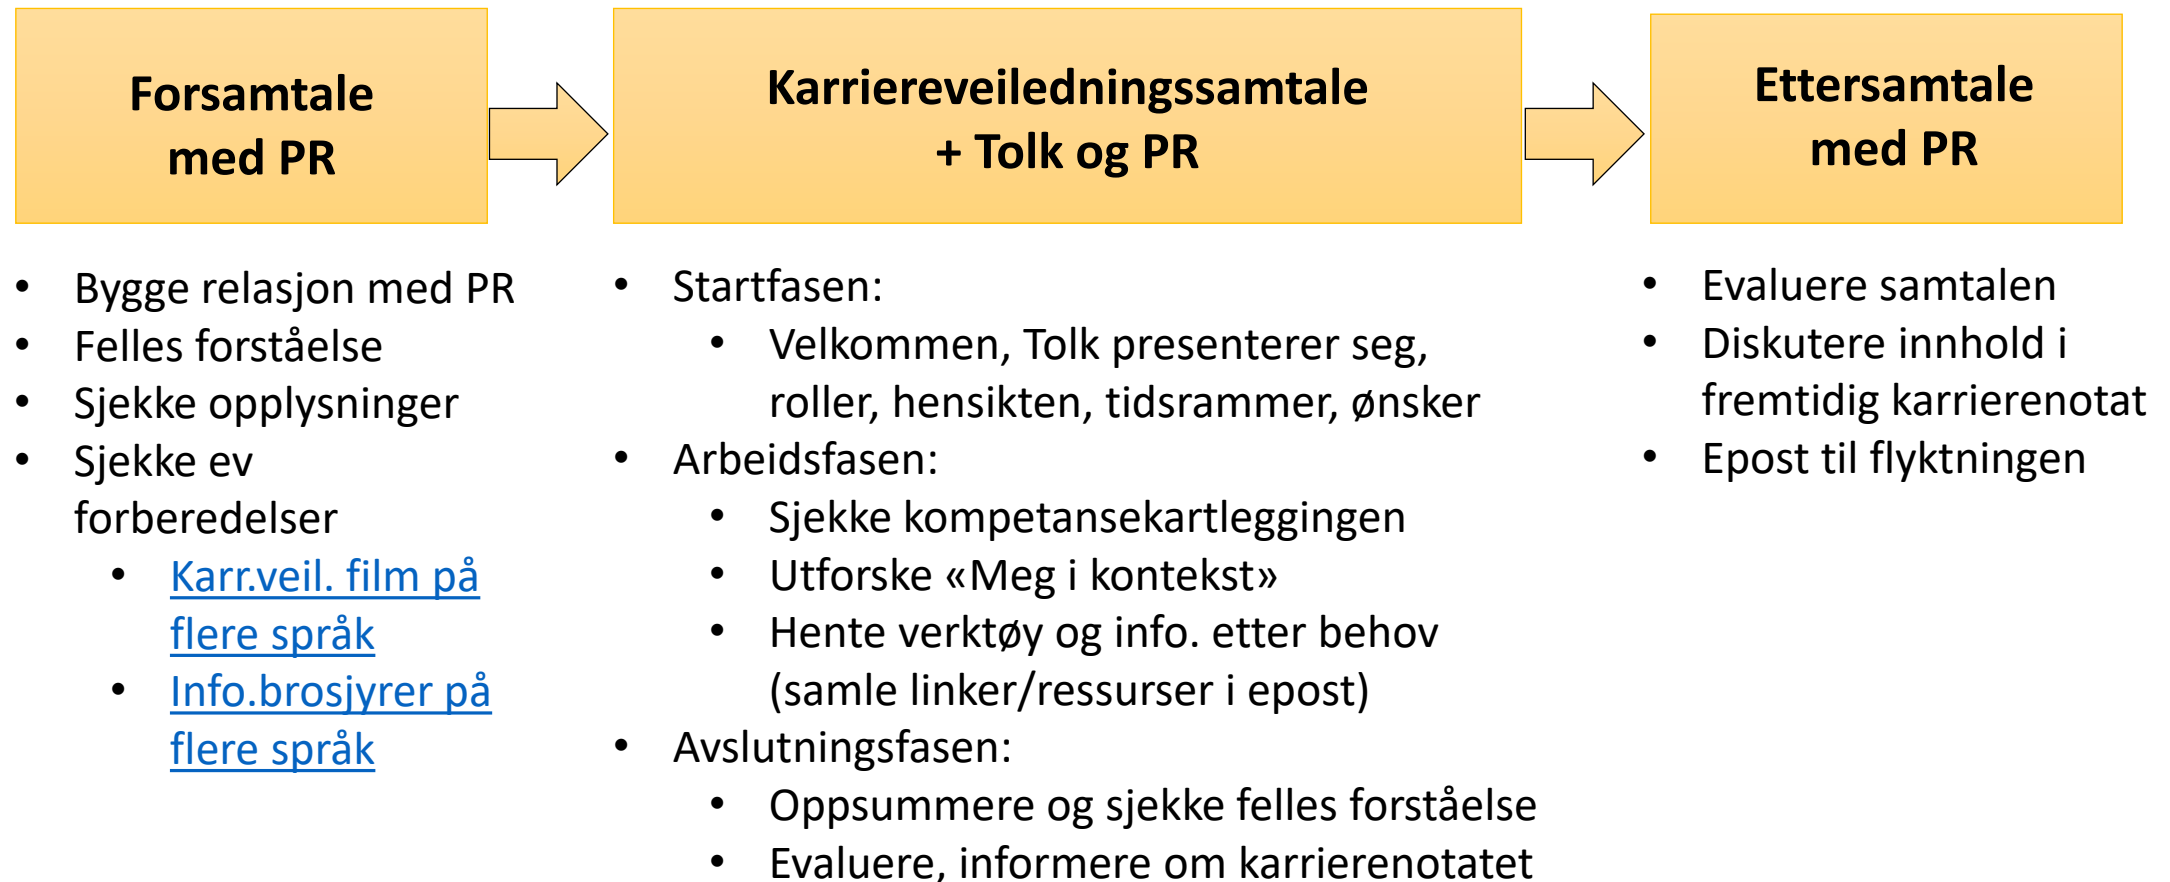 Forsamtale
med PR
Karriereveiledningssamtale
+ Tolk og PR
Ettersamtale
med PR
• Bygge relasjon med PR
• Felles forståelse
• Sjekke opplysninger
• Sjekke ev
forberedelser
• Karr.veil. film på
flere språk
• Info.brosjyrer på
flere språk
• Startfasen:
• Velkommen, Tolk presenterer seg,
roller, hensikten, tidsrammer, ønsker
• Arbeidsfasen:
• Sjekke kompetansekartleggingen
• Utforske «Meg i kontekst»
• Hente verktøy og info. etter behov
(samle linker/ressurser i epost)
• Avslutningsfasen:
• Oppsummere og sjekke felles forståelse
• Evaluere, informere om karrierenotatet
• Evaluere samtalen
• Diskutere innhold i
fremtidig karrierenotat
• Epost til flyktningen